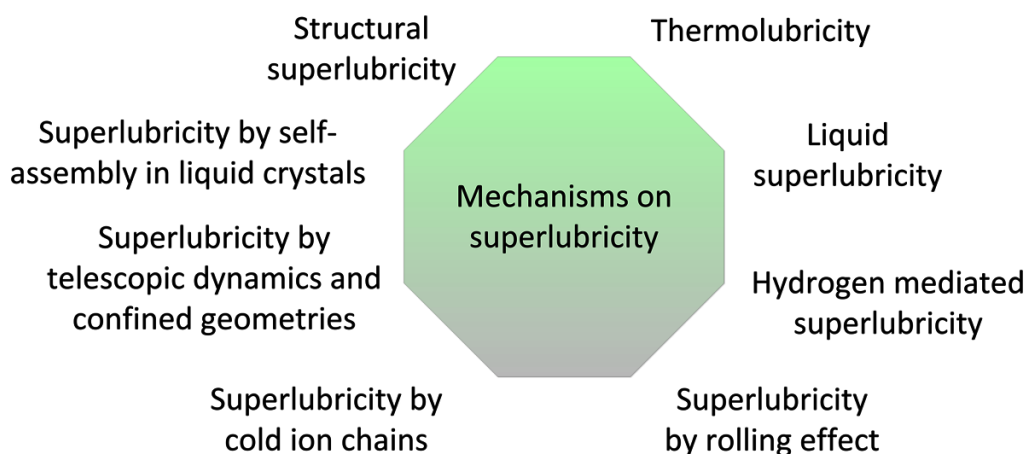 Structural
superlubricity
Thermolubricity
Superlubricity by self-
assembly in liquid crystals
Liquid
superlubricity
Mechanisms on
superlubricity
Superlubricity by
telescopic dynamics and
confined geometries
Hydrogen mediated
superlubricity
Superlubricity by
cold ion chains
Superlubricity
by rolling effect